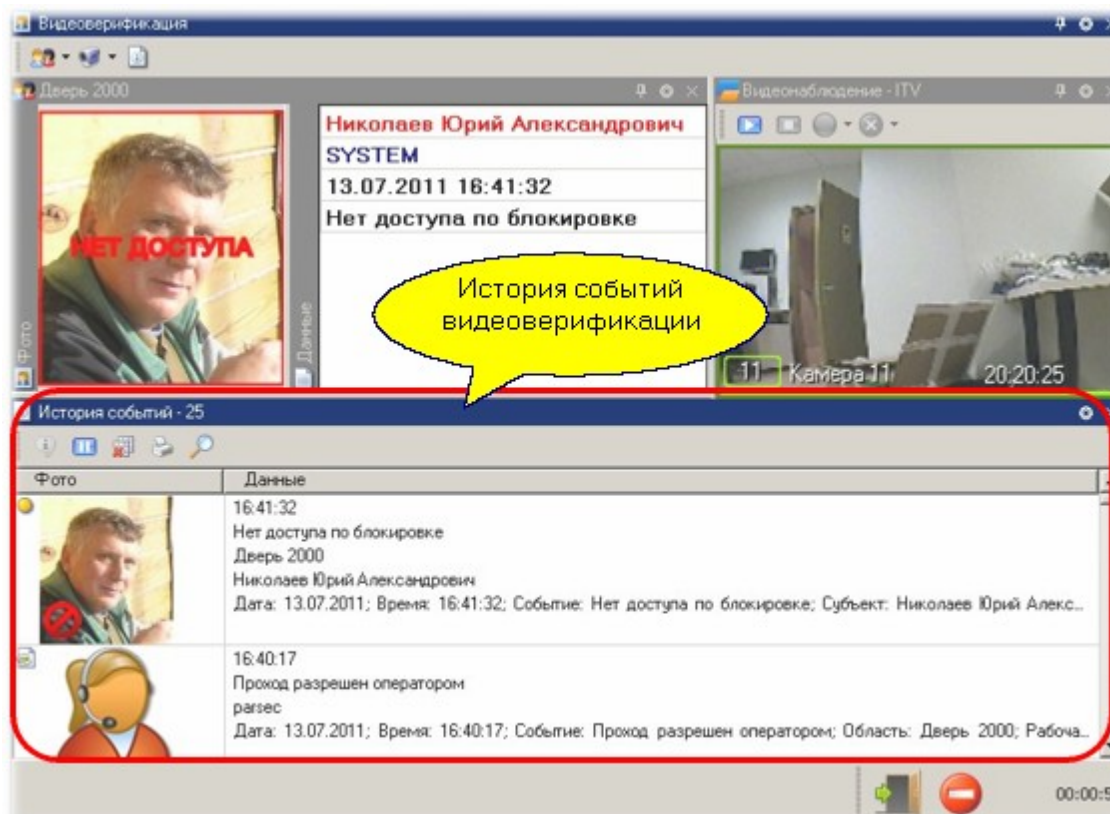 Видеоверификация
Дверь 2000
Видеонаблюдение - ITV
Николаев Юрий Александрович
SYSTEM
13.07.2011 16:41:32
Нет доступа по блокировке
НЕТ ДОСТУПА
Фото
Данные
История событий
видеоверификации
11 Камера 11 20:20:25
История событий - 25
Фото Данные
16:41:32
Нет доступа по блокировке
Дверь 2000
Николаев Юрий Александрович
Дата: 13.07.2011; Время: 16:41:32; Событие: Нет доступа по блокировке; Субъект: Николаев Юрий Алекс...
16:40:17
Проход разрешен оператором
parsec
Дата: 13.07.2011; Время: 16:40:17; Событие: Проход разрешен оператором; Область: Дверь 2000; Рабоча...
00:00:5